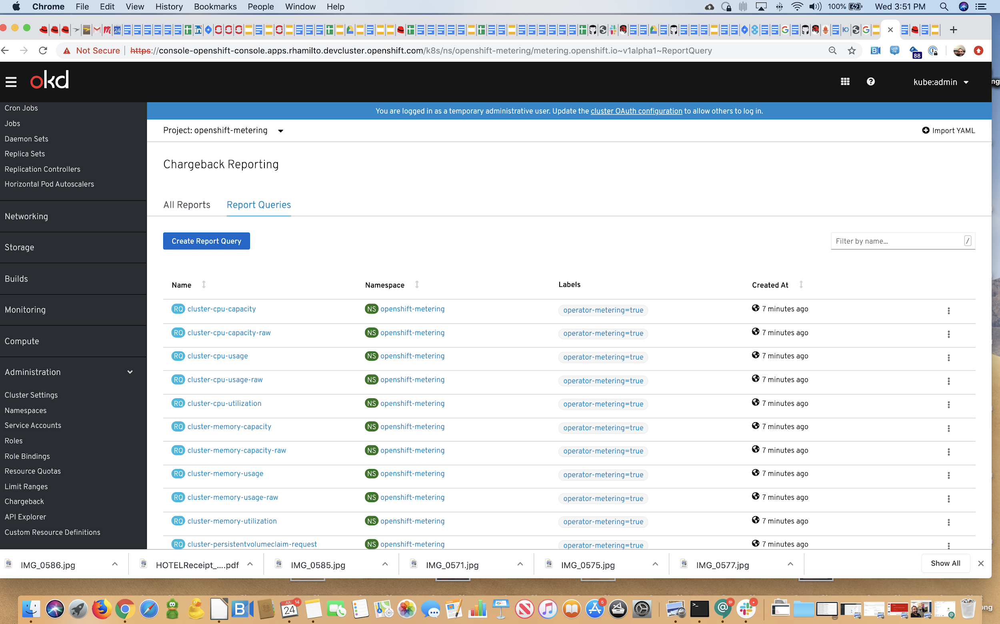 Chrome File Edit View History Bookmarks People Window Help 100% Wed 3:51 PM
Not Secure https://console-openshift-console.apps.rhamilto.devcluster.openshift.com/k8s/ns/openshift-metering/metering.openshift.io~v1alpha1~ReportQuery
88
okd kube:admin
You are logged in as a temporary administrative user. Update the cluster OAuth configuration to allow others to log in.
Cron Jobs
Jobs
Daemon Sets
Replica Sets
Replication Controllers
Horizontal Pod Autoscalers
Networking
Storage
Builds
Monitoring
Compute
Administration
Cluster Settings
Namespaces
Service Accounts
Roles
Role Bindings
Resource Quotas
Limit Ranges
Chargeback
API Explorer
Custom Resource Definitions
Project: openshift-metering Import YAML
Chargeback Reporting
All Reports Report Queries
Create Report Query Filter by name... /
Name Namespace Labels Created At
RQ cluster-cpu-capacity NS openshift-metering operator-metering=true 7 minutes ago
RQ cluster-cpu-capacity-raw NS openshift-metering operator-metering=true 7 minutes ago
RQ cluster-cpu-usage NS openshift-metering operator-metering=true 7 minutes ago
RQ cluster-cpu-usage-raw NS openshift-metering operator-metering=true 7 minutes ago
RQ cluster-cpu-utilization NS openshift-metering operator-metering=true 7 minutes ago
RQ cluster-memory-capacity NS openshift-metering operator-metering=true 7 minutes ago
RQ cluster-memory-capacity-raw NS openshift-metering operator-metering=true 7 minutes ago
RQ cluster-memory-usage NS openshift-metering operator-metering=true 7 minutes ago
RQ cluster-memory-usage-raw NS openshift-metering operator-metering=true 7 minutes ago
RQ cluster-memory-utilization NS openshift-metering operator-metering=true 7 minutes ago
RQ cluster-persistentvolumeclaim-request NS openshift-metering operator-metering=true 7 minutes ago
IMG_0586.jpg HOTELReceipt_....pdf IMG_0585.jpg IMG_0571.jpg IMG_0575.jpg IMG_0577.jpg Show All
JUL 24 14 5